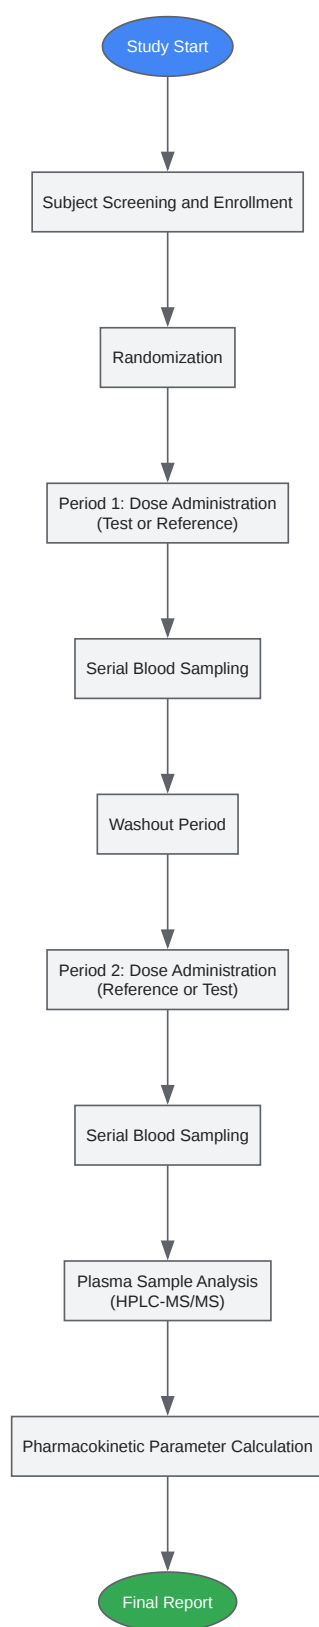 Study Start
Subject Screening and Enrollment
Randomization
Period 1: Dose Administration
(Test or Reference)
Serial Blood Sampling
Washout Period
Period 2: Dose Administration
(Reference or Test)
Serial Blood Sampling
Plasma Sample Analysis
(HPLC-MS/MS)
Pharmacokinetic Parameter Calculation
Final Report